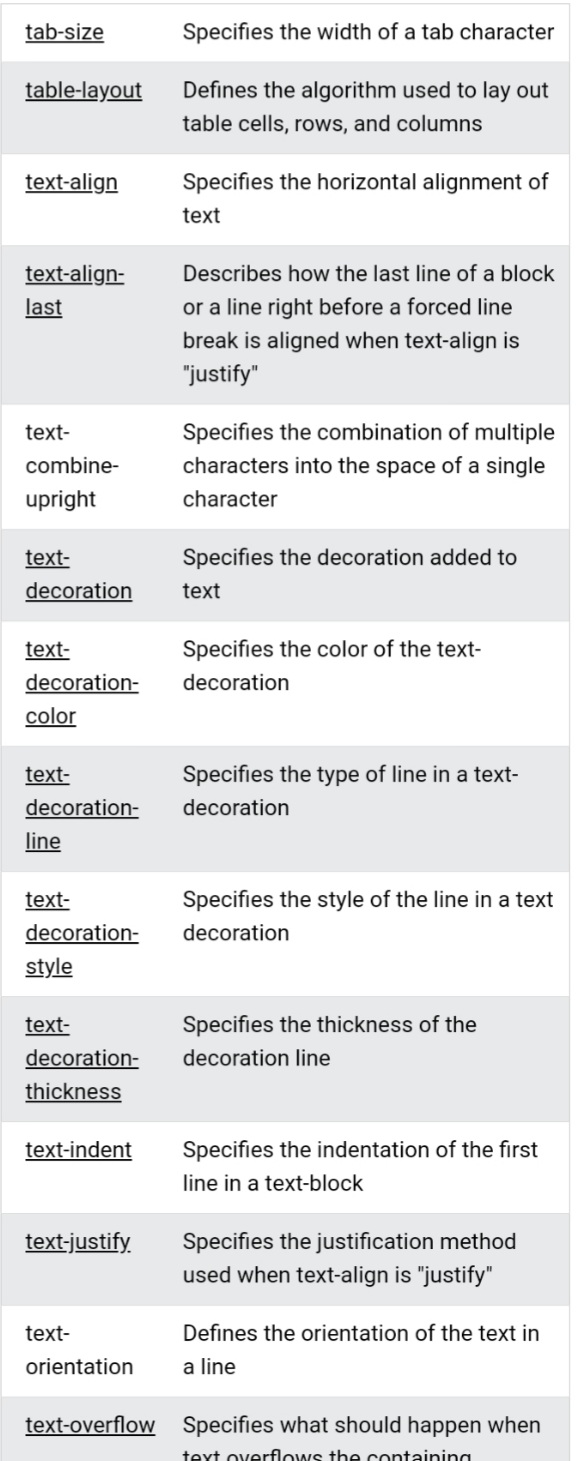 tab-size Specifies the width of a tab character
table-layout Defines the algorithm used to lay out
table cells, rows, and columns
text-align Specifies the horizontal alignment of
text
text-align- Describes how the last line of a block
last or a line right before a forced line
break is aligned when text-align is
"justify"
text- Specifies the combination of multiple
combine- characters into the space of a single
upright character
text- Specifies the decoration added to
decoration text
text- Specifies the color of the text-
decoration- decoration
color
text- Specifies the type of line in a text-
decoration- decoration
line
text- Specifies the style of the line in a text
decoration- decoration
style
text- Specifies the thickness of the
decoration- decoration line
thickness
text-indent Specifies the indentation of the first
line in a text-block
text-justify Specifies the justification method
used when text-align is "justify"
text- Defines the orientation of the text in
orientation a line
text-overflow Specifies what should happen when
text overflows the containing